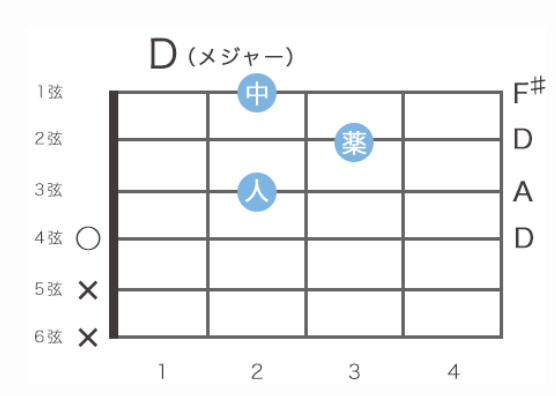 D（メジャー）
1弦 中 F♯
2弦 薬 D
3弦 人 A
4弦 ○ D
5弦 ×
6弦 ×
1 2 3 4